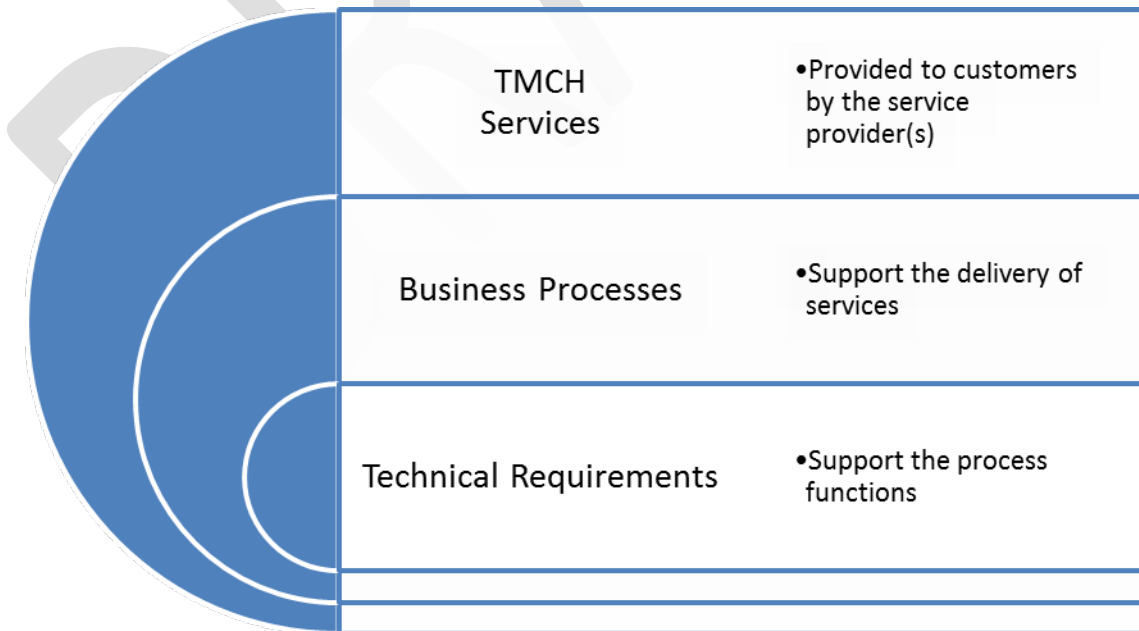 TMCH
Services
•Provided to customers
by the service
provider(s)
Business Processes
•Support the delivery of
services
Technical Requirements
•Support the process
functions